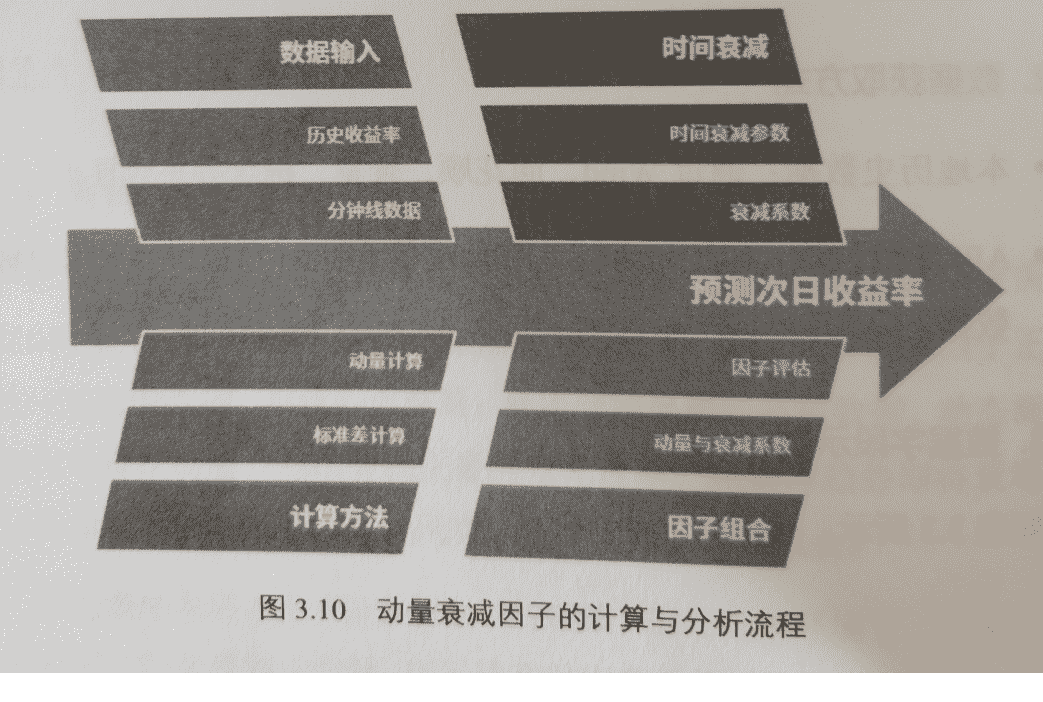 数据输入
历史收益率
分钟线数据
时间衰减
时间衰减参数
衰减系数
预测次日收益率
动量计算
标准差计算
计算方法
因子评估
动量与衰减系数
因子组合
图 3.10 动量衰减因子的计算与分析流程